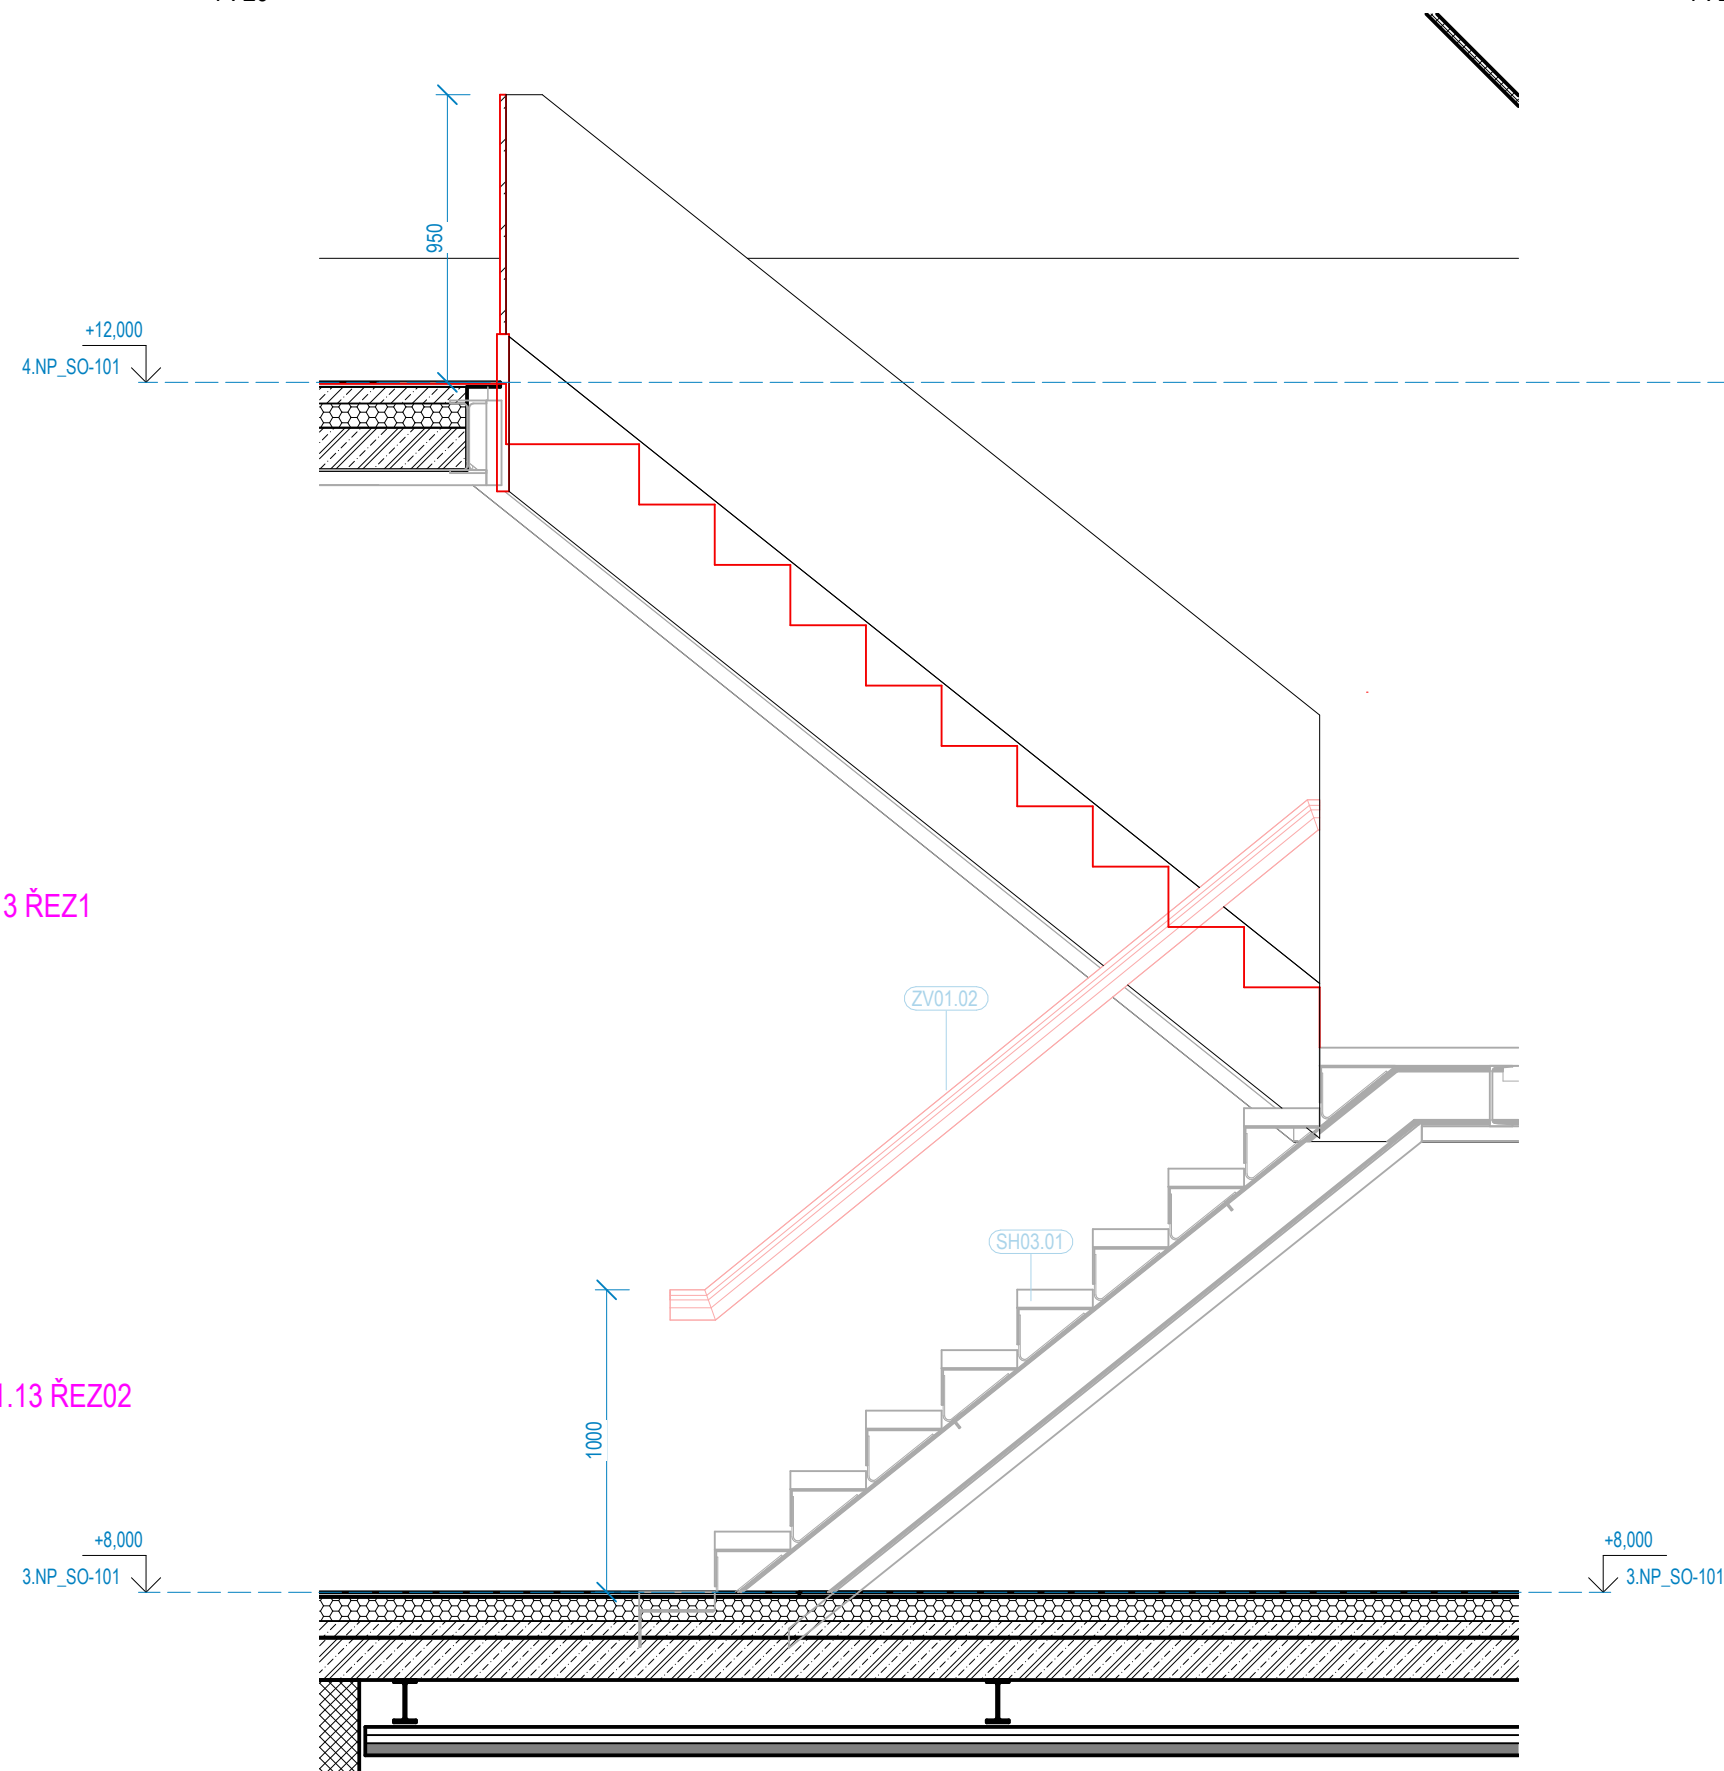 950
+12,000
4.NP_SO-101
3 ŘEZ1
ZV01.02
SH03.01
.13 ŘEZ02
1000
+8,000
3.NP_SO-101
+8,000
3.NP_SO-101